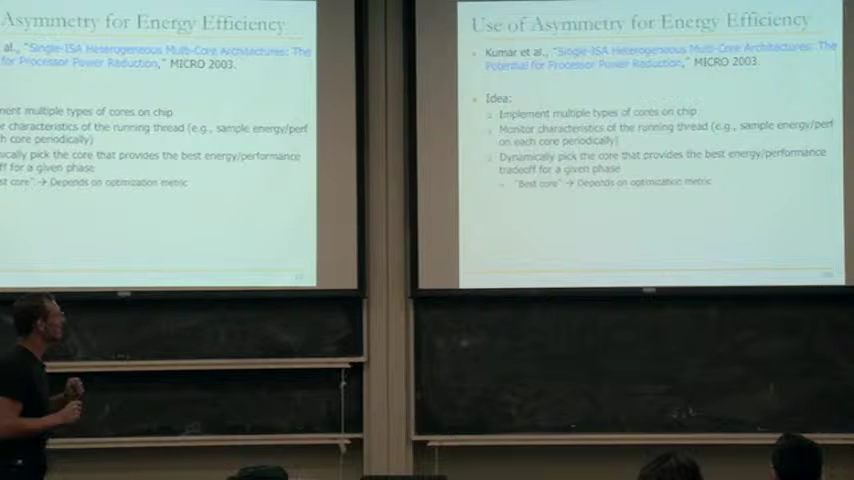 Asymmetry for Energy Efficiency
al., "Single-ISA Heterogeneous Multi-Core Architectures: The
for Processor Power Reduction," MICRO 2003.
ment multiple types of cores on chip
r characteristics of the running thread (e.g., sample energy/perf
ch core periodically)
ically pick the core that provides the best energy/performance
ff for a given phase
st core" → Depends on optimization metric
Use of Asymmetry for Energy Efficiency
Kumar et al., "Single-ISA Heterogeneous Multi-Core Architectures: The
Potential for Processor Power Reduction," MICRO 2003.
Idea:
Implement multiple types of cores on chip
Monitor characteristics of the running thread (e.g., sample energy/perf
on each core periodically)
Dynamically pick the core that provides the best energy/performance
tradeoff for a given phase
"Best core" → Depends on optimization metric